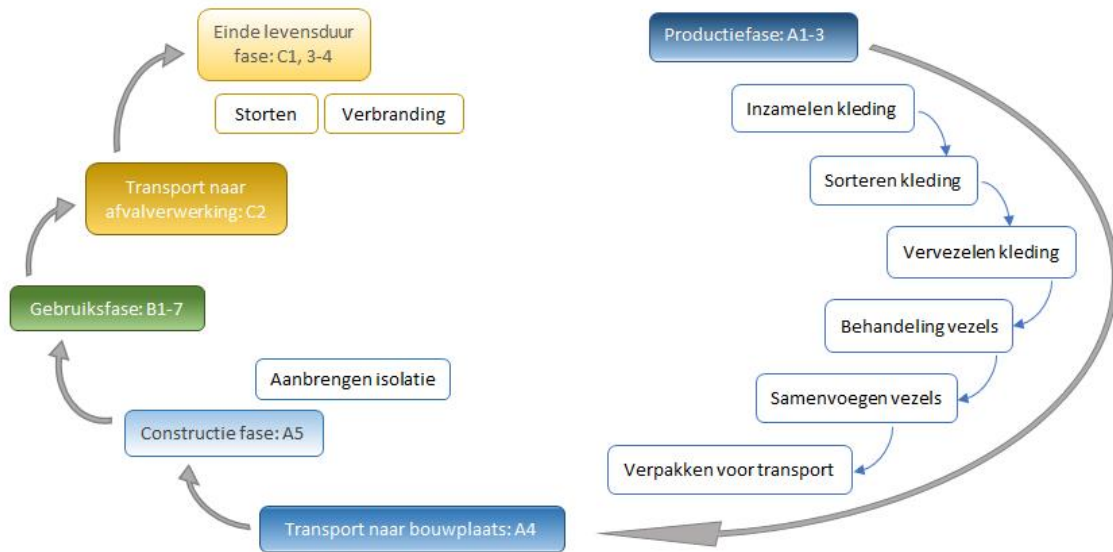 Einde levensduur
fase: C1, 3-4
Storten
Verbranding
Transport naar
afvalverwerking: C2
Gebruiksfase: B1-7
Aanbrengen isolatie
Constructie fase: A5
Transport naar bouwplaats: A4
Productiefase: A1-3
Inzamelen kleding
Sorteren kleding
Vervezelen kleding
Behandeling vezels
Samenvoegen vezels
Verpakken voor transport